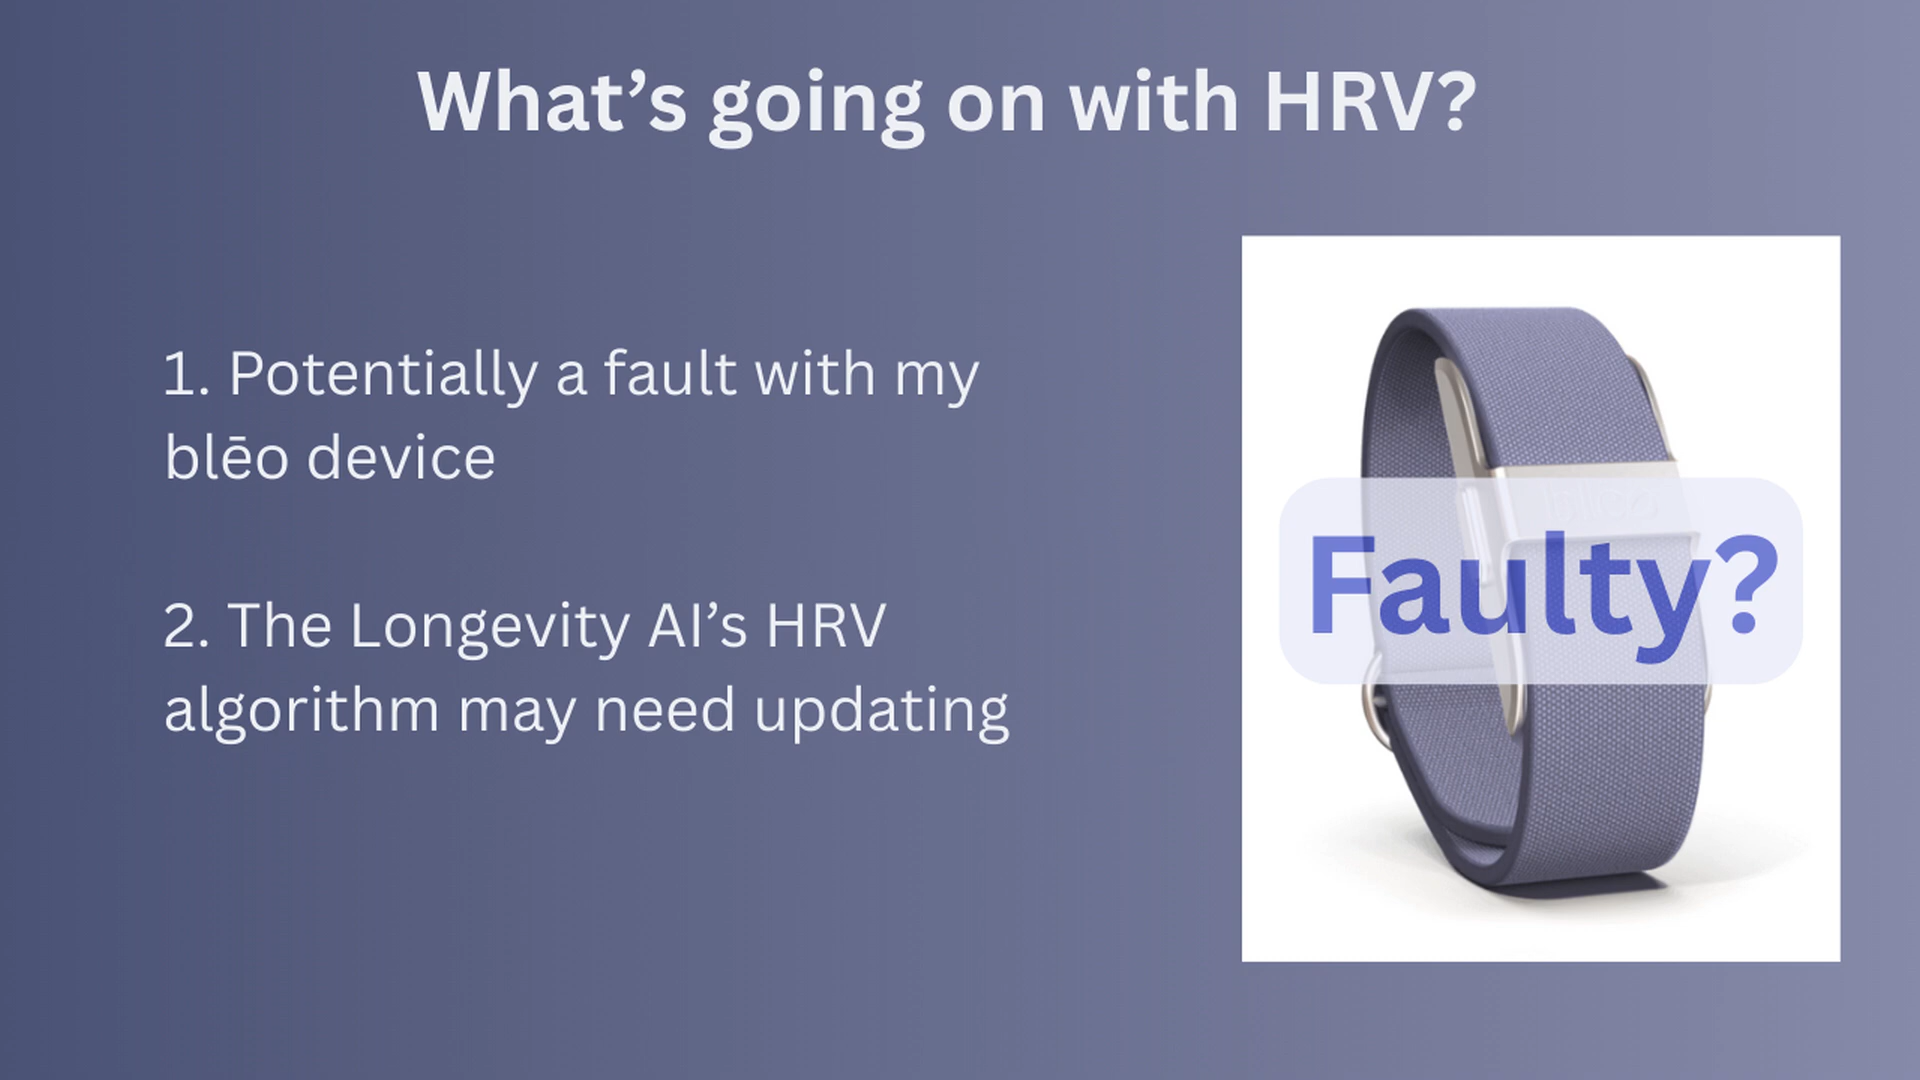 What’s going on with HRV?
1. Potentially a fault with my
blēo device
2. The Longevity AI’s HRV
algorithm may need updating
Faulty?